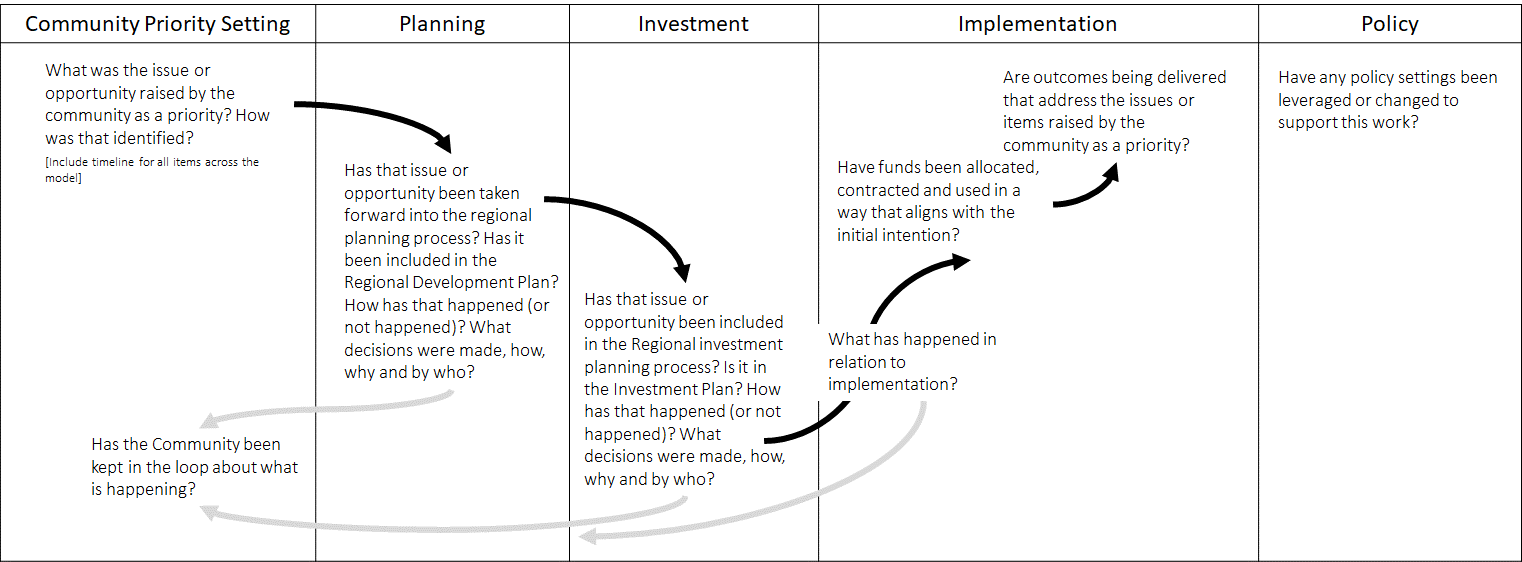 Community Priority Setting
Planning
Investment
Implementation
Policy
What was the issue or
opportunity raised by the
community as a priority? How
was that identified?
[Include timeline for all items across the
model]
Has that issue or
opportunity been taken
forward into the regional
planning process? Has it
been included in the
Regional Development Plan?
How has that happened (or
not happened)? What
decisions were made, how,
why and by who?
Has that issue or
opportunity been included
in the Regional investment
planning process? Is it in
the Investment Plan? How
has that happened (or not
happened)? What
decisions were made, how,
why and by who?
What has happened in
relation to
implementation?
Have funds been allocated,
contracted and used in a
way that aligns with the
initial intention?
Are outcomes being delivered
that address the issues or
items raised by the
community as a priority?
Have any policy settings been
leveraged or changed to
support this work?
Has the Community been
kept in the loop about what
is happening?